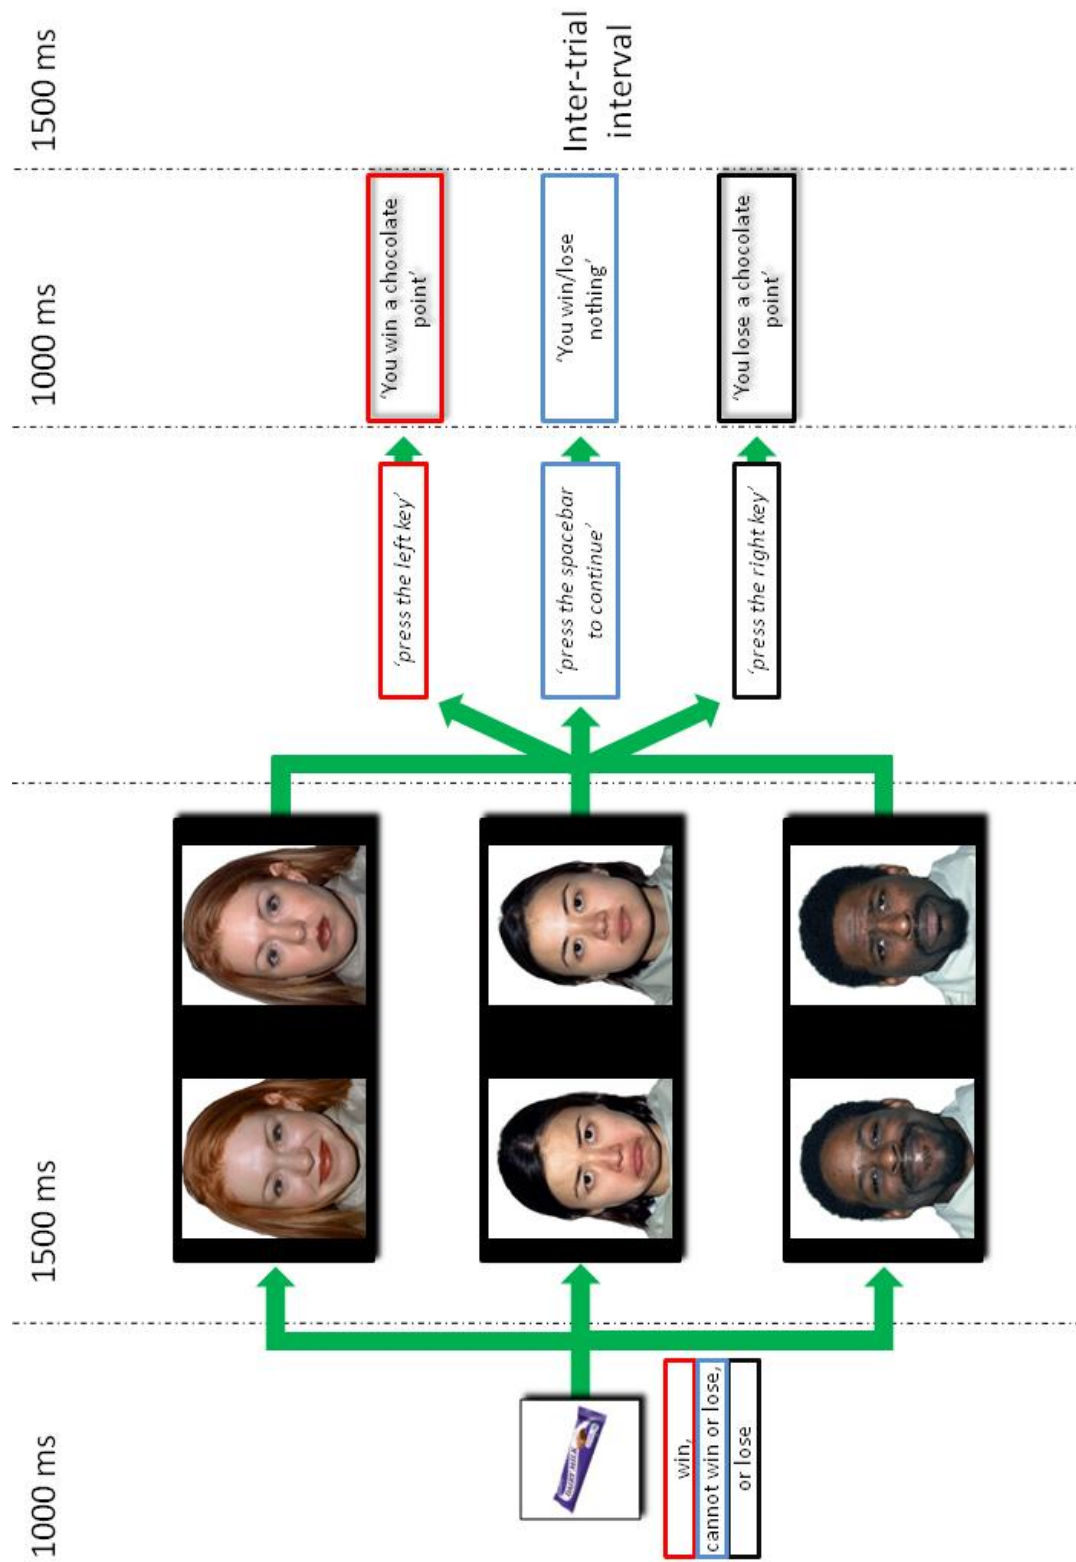 1000 ms
1500 ms
1000 ms
1500 ms
DAIRY MILK
win,
cannot win or lose,
or lose
'press the left key'
'press the spacebar
to continue'
'press the right key'
'You win a chocolate
point'
'You win/lose
nothing'
'You lose a chocolate
point'
Inter-trial
interval